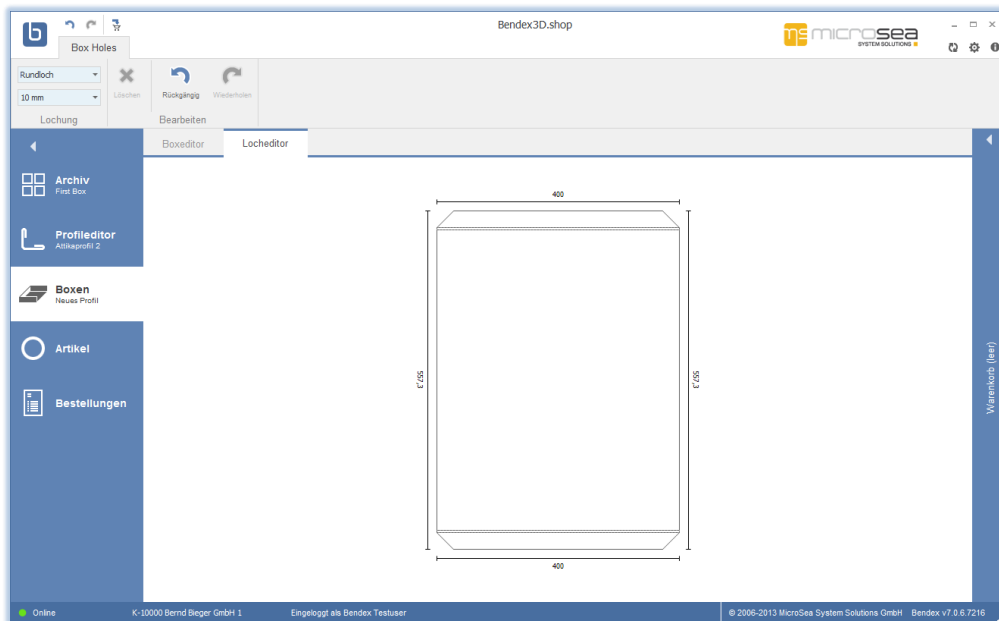 Bendex3D.shop
b
ms microsea
SYSTEM SOLUTIONS
Box Holes
Rundloch
10 mm
Löschen
Rückgängig
Wiederholen
Lochung
Bearbeiten
Boxeditor
Locheditor
Archiv
First Box
Profileditor
Attikaprofil 2
Boxen
Neues Profil
Artikel
Bestellungen
400
557,3
557,3
400
Warenkorb (leer)
Online
K-10000 Bernd Bieger GmbH 1
Eingeloggt als Bendex Testuser
© 2006-2013 MicroSea System Solutions GmbH
Bendex v7.0.6.7216